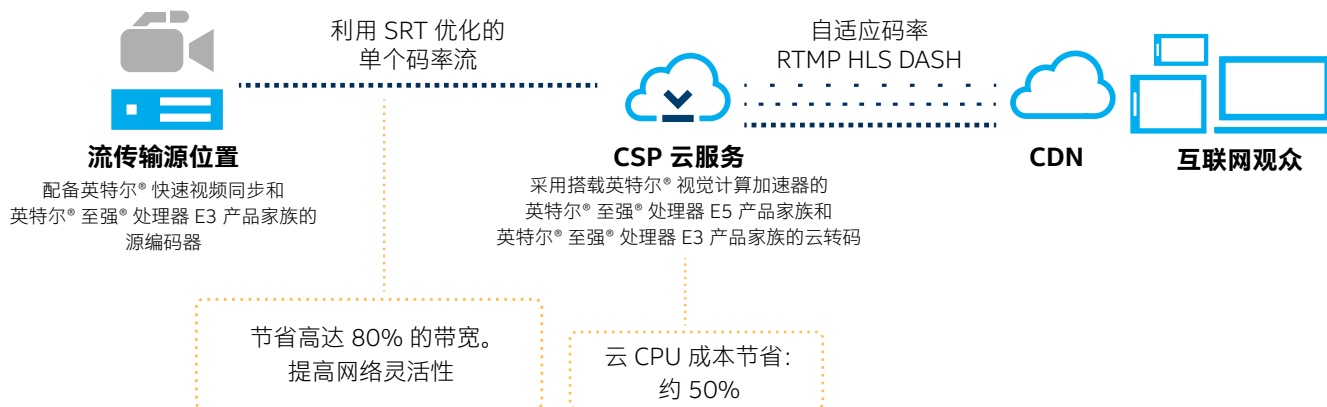 利用 SRT 优化的
单个码率流
自适应码率
RTMP HLS DASH
流传输源位置
配备英特尔® 快速视频同步和
英特尔® 至强® 处理器 E3 产品家族的
源编码器
CSP 云服务
采用搭载英特尔® 视觉计算加速器的
英特尔® 至强® 处理器 E5 产品家族和
英特尔® 至强® 处理器 E3 产品家族的云转码
CDN
互联网观众
节省高达 80% 的带宽。
提高网络灵活性
云 CPU 成本节省：
约 50%